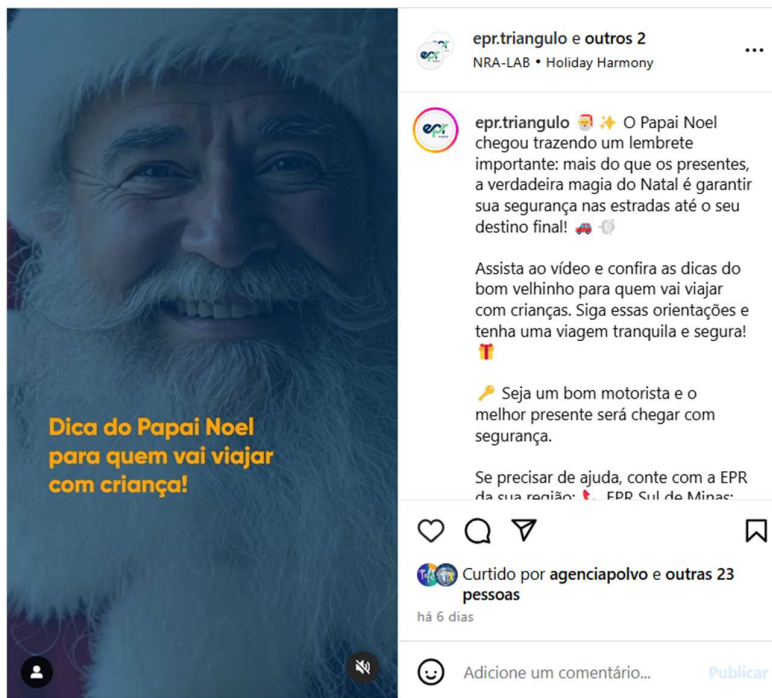 Dica do Papai Noel
para quem vai viajar
com criança!
epr.triangulo e outros 2
NRA-LAB • Holiday Harmony
epr
epr.triangulo 🎅 ✨ O Papai Noel
chegou trazendo um lembrete
importante: mais do que os presentes,
a verdadeira magia do Natal é garantir
sua segurança nas estradas até o seu
destino final! 🚗 💨
Assista ao vídeo e confira as dicas do
bom velhinho para quem vai viajar
com crianças. Siga essas orientações e
tenha uma viagem tranquila e segura!
🎁
🔑 Seja um bom motorista e o
melhor presente será chegar com
segurança.
Se precisar de ajuda, conte com a EPR
da sua região: 📞 EPR Sul de Minas:
Curtido por agenciapolvo e outras 23
pessoas
há 6 dias
Adicione um comentário...
Publicar